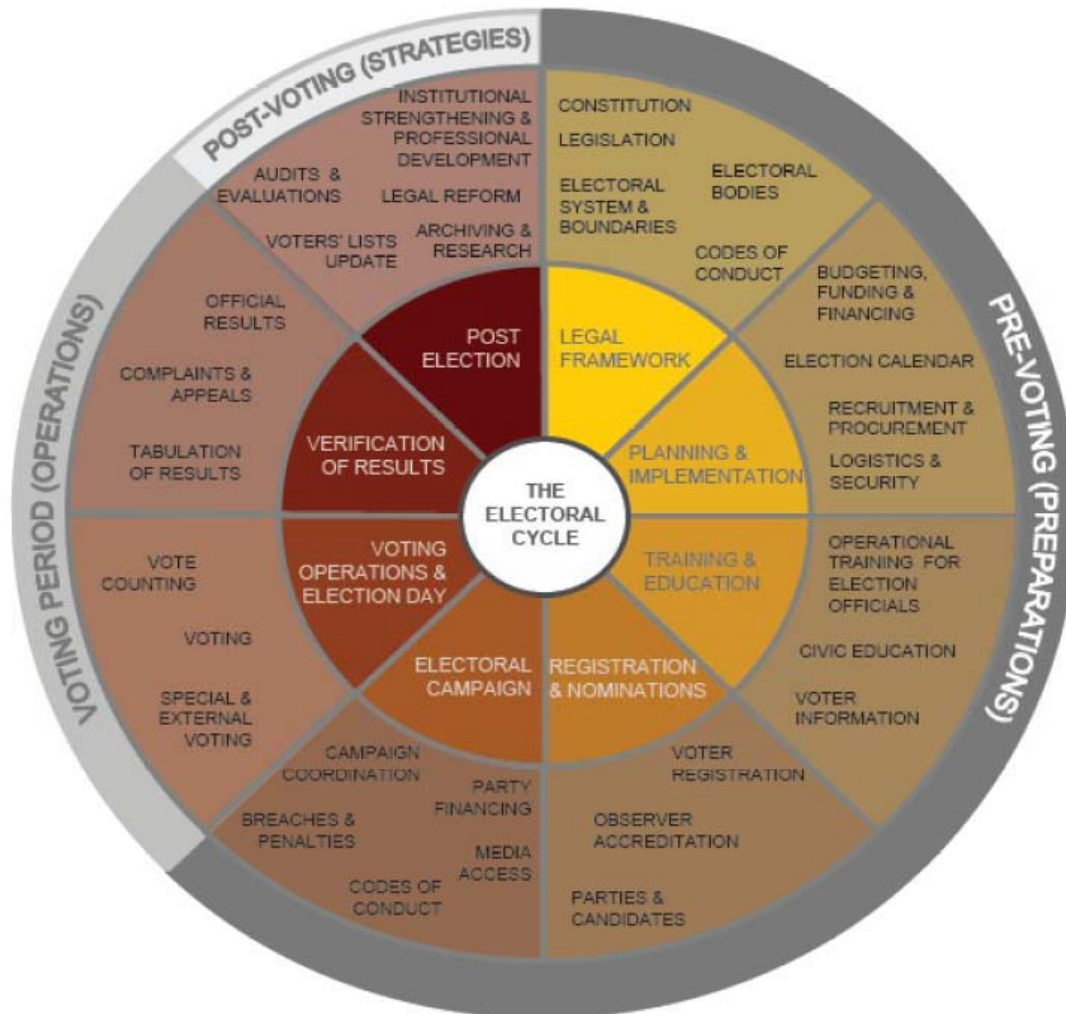 POST-VOTING (STRATEGIES)
PRE-VOTING (PREPARATIONS)
VOTING PERIOD (OPERATIONS)
THE
ELECTORAL
CYCLE
LEGAL
FRAMEWORK
CONSTITUTION
LEGISLATION
ELECTORAL
BODIES
ELECTORAL
SYSTEM &
BOUNDARIES
CODES OF
CONDUCT
PLANNING &
IMPLEMENTATION
BUDGETING,
FUNDING &
FINANCING
ELECTION CALENDAR
RECRUITMENT &
PROCUREMENT
LOGISTICS &
SECURITY
TRAINING &
EDUCATION
OPERATIONAL
TRAINING FOR
ELECTION
OFFICIALS
CIVIC EDUCATION
VOTER
INFORMATION
REGISTRATION
& NOMINATIONS
VOTER
REGISTRATION
OBSERVER
ACCREDITATION
PARTIES &
CANDIDATES
ELECTORAL
CAMPAIGN
CAMPAIGN
COORDINATION
PARTY
FINANCING
BREACHES &
PENALTIES
MEDIA
ACCESS
CODES OF
CONDUCT
VOTING
OPERATIONS &
ELECTION DAY
VOTE
COUNTING
VOTING
SPECIAL &
EXTERNAL
VOTING
VERIFICATION
OF RESULTS
OFFICIAL
RESULTS
COMPLAINTS &
APPEALS
TABULATION
OF RESULTS
POST
ELECTION
INSTITUTIONAL
STRENGTHENING &
PROFESSIONAL
DEVELOPMENT
AUDITS &
EVALUATIONS
LEGAL REFORM
VOTERS' LISTS
UPDATE
ARCHIVING &
RESEARCH